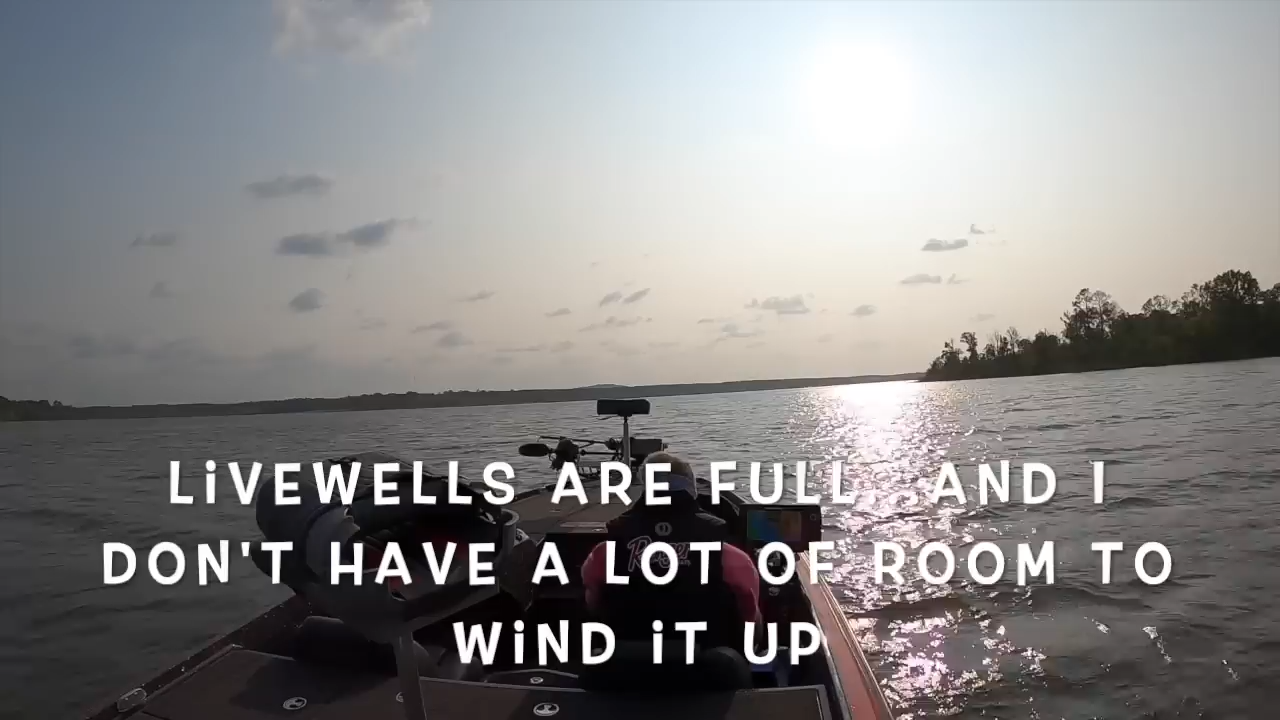 LiVEWELLS ARE FULL... AND I
DON'T HAVE A LOT OF ROOM TO
WiND iT UP